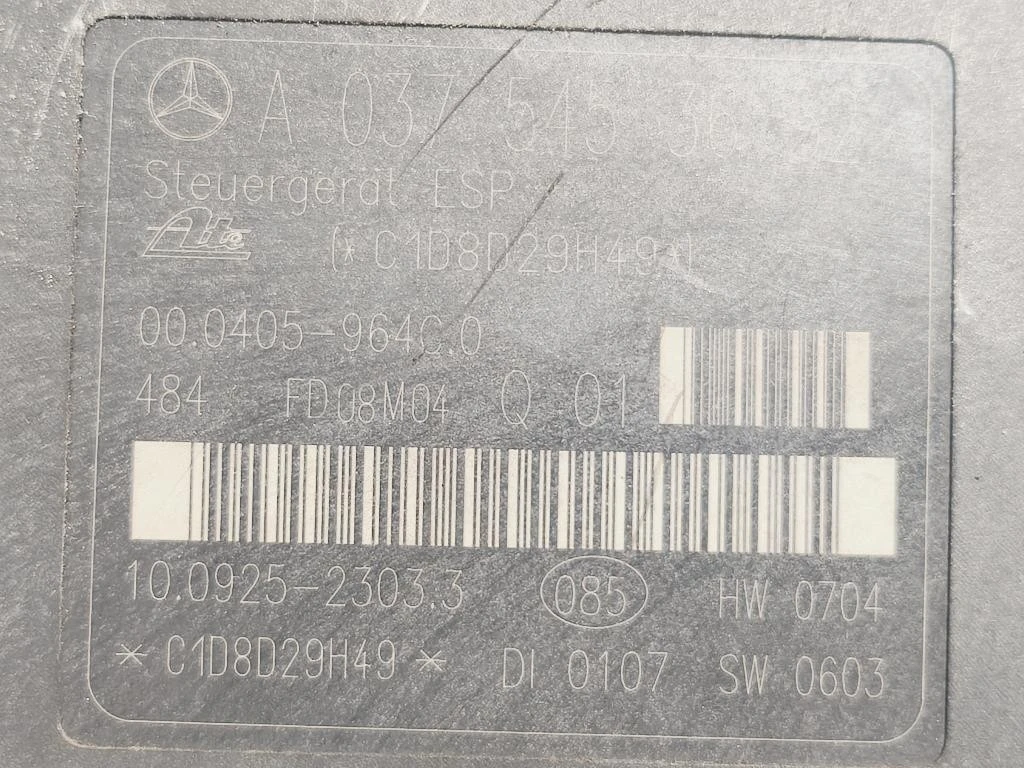 A 037 545 36
Steuergerät ESP
Ate (*C1D8D29H49*)
00.0405-964C.0
484 FD08M04 Q 01
10.0925-2303.3 085 HW 0704
*C1D8D29H49* DI 0107 SW 0603